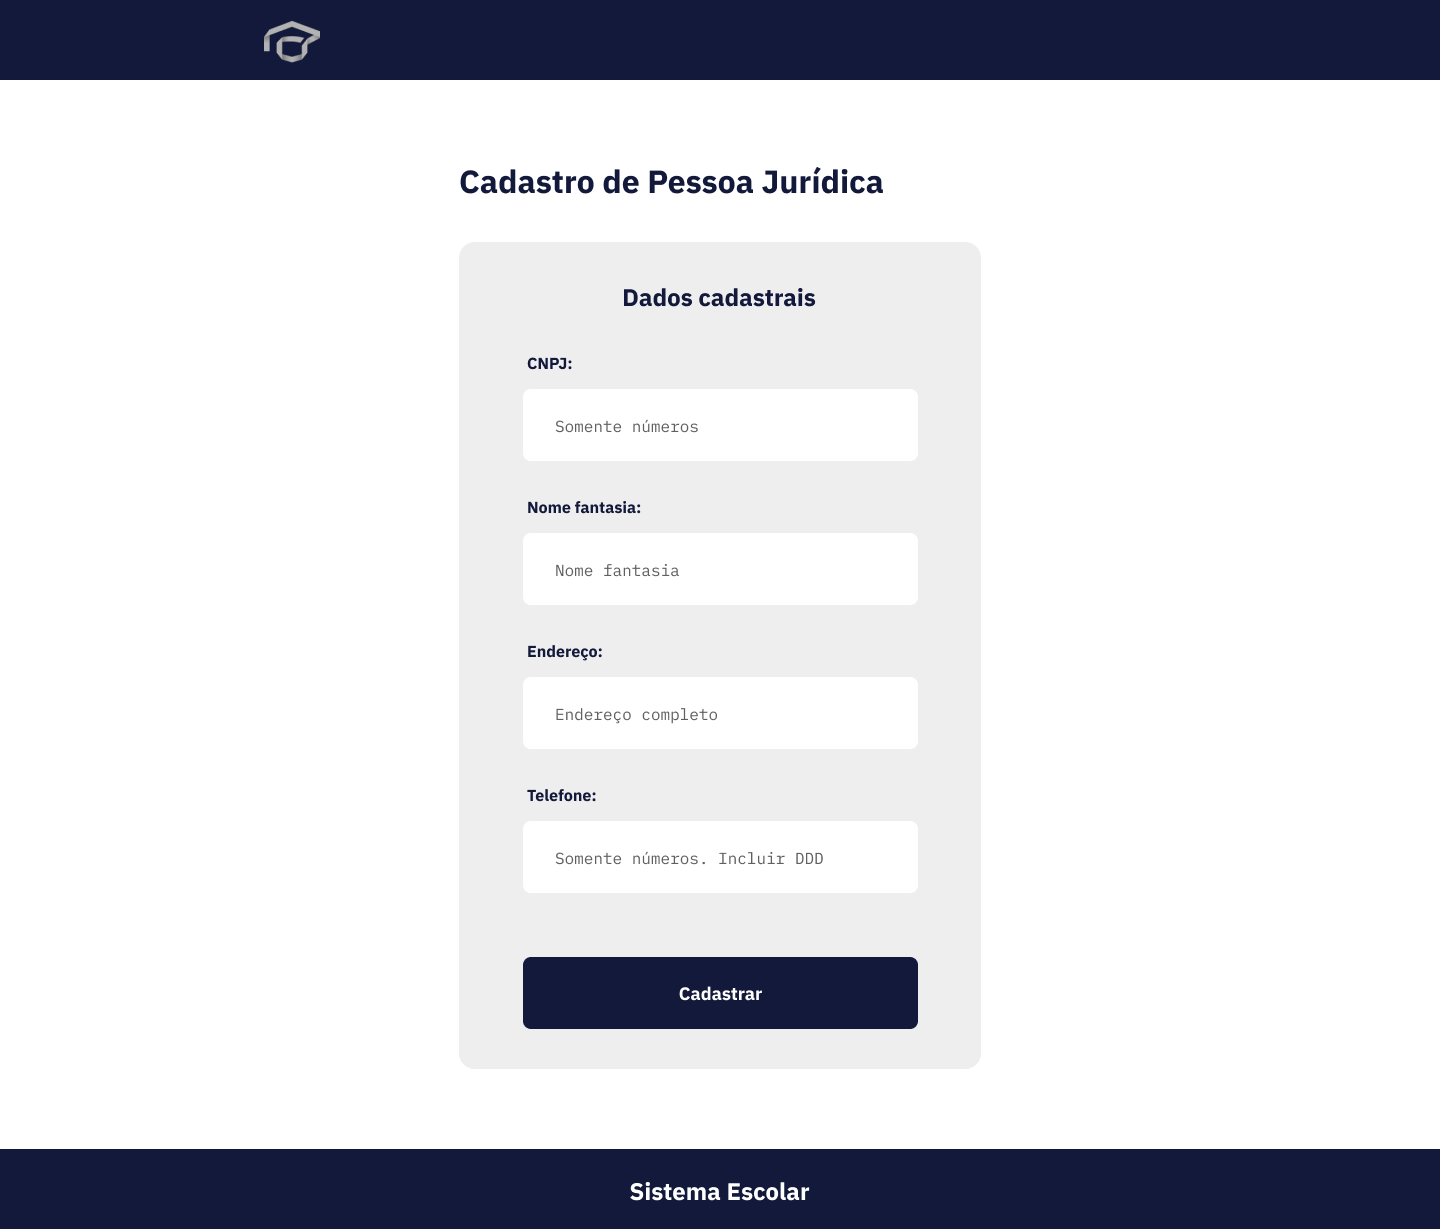 Cadastro de Pessoa Jurídica
Dados cadastrais
CNPJ:
Somente números
Nome fantasia:
Nome fantasia
Endereço:
Endereço completo
Telefone:
Somente números. Incluir DDD
Cadastrar
Sistema Escolar